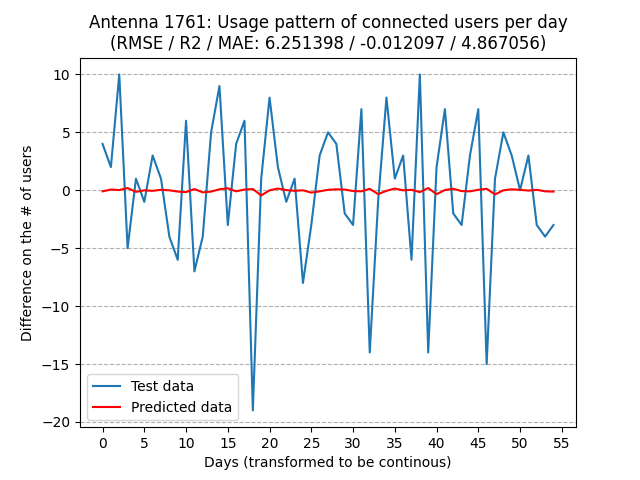 Antenna 1761: Usage pattern of connected users per day
(RMSE / R2 / MAE: 6.251398 / -0.012097 / 4.867056)
Difference on the # of users
10
5
0
−5
−10
−15
−20
Test data
Predicted data
0 5 10 15 20 25 30 35 40 45 50 55
Days (transformed to be continous)